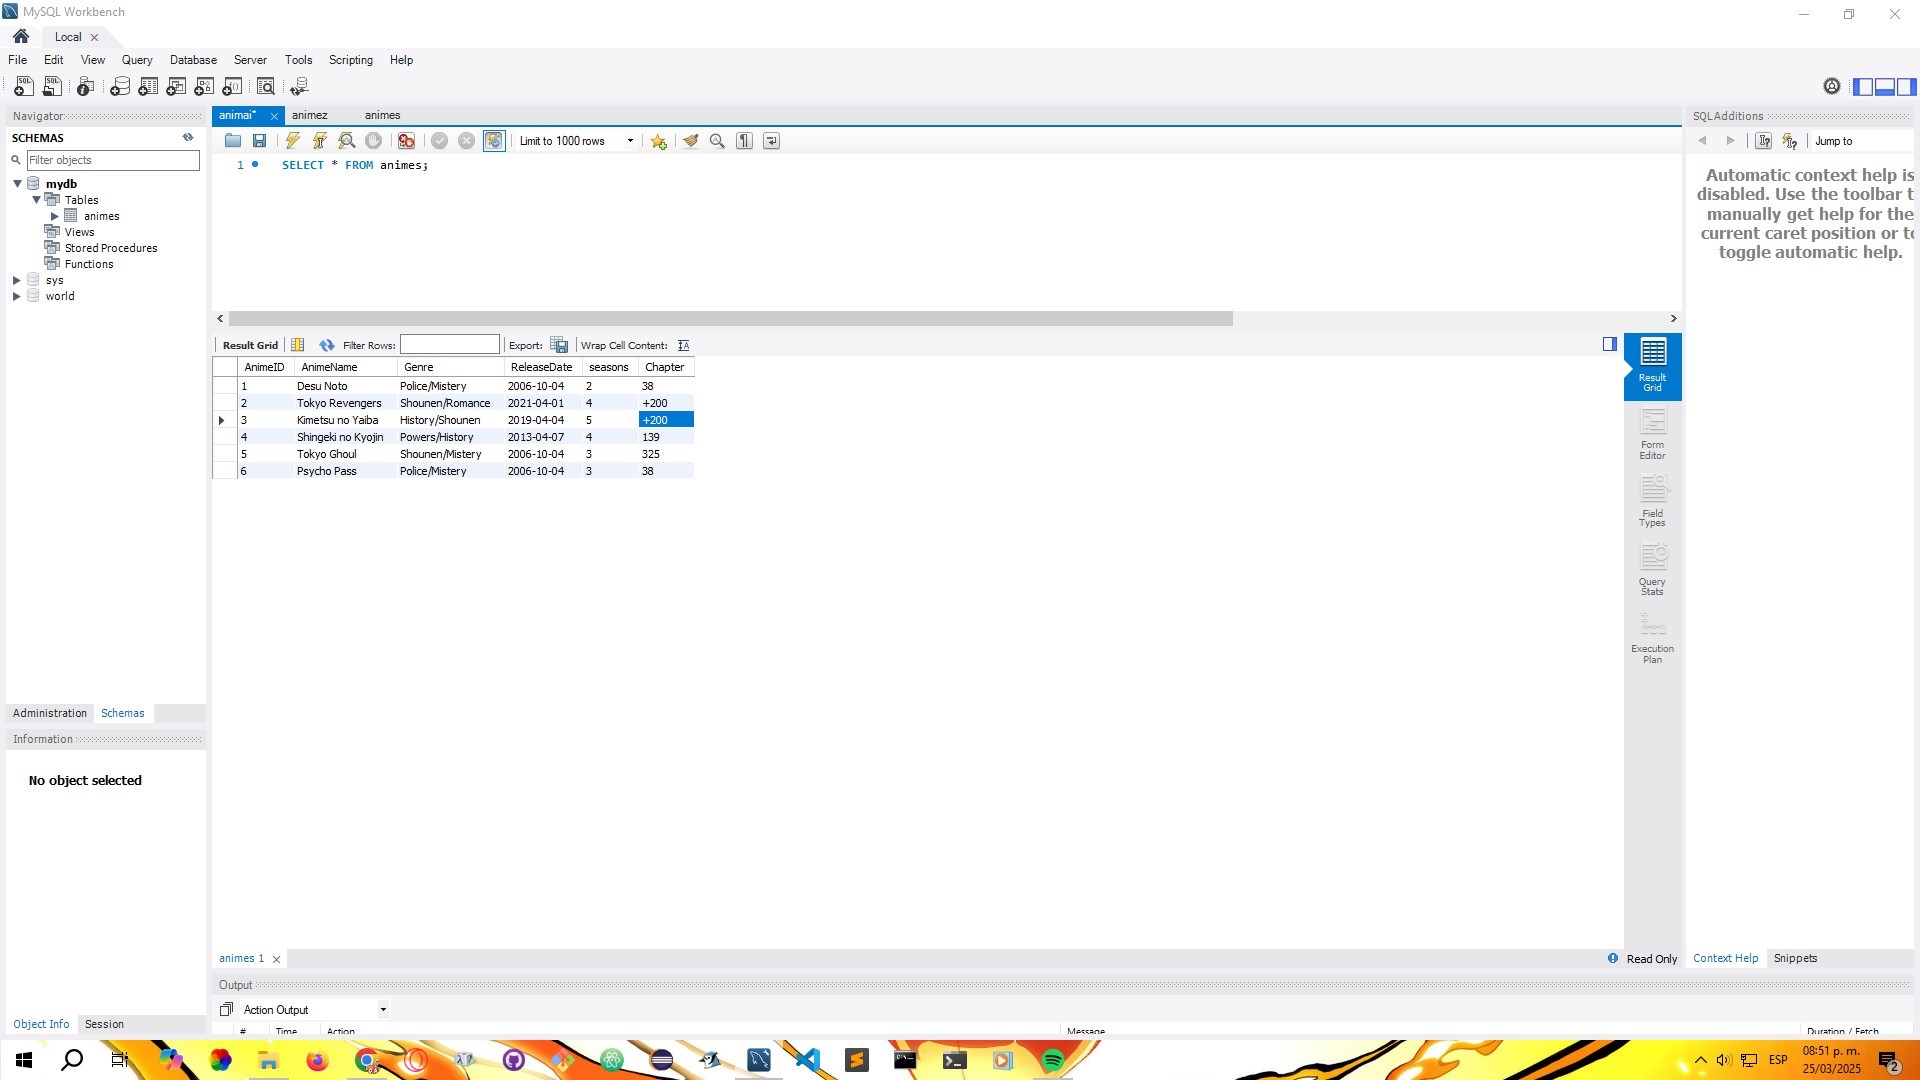 MySQL Workbench
Local
File Edit View Query Database Server Tools Scripting Help
Navigator
SCHEMAS
Filter objects
mydb
Tables
animes
Views
Stored Procedures
Functions
sys
world
Administration Schemas
Information
No object selected
Object Info Session
animai* animez animes
Limit to 1000 rows
1 SELECT * FROM animes;
Result Grid Filter Rows: Export: Wrap Cell Content:
AnimeID AnimeName Genre ReleaseDate seasons Chapter
1 Desu Noto Police/Mistery 2006-10-04 2 38
2 Tokyo Revengers Shounen/Romance 2021-04-01 4 +200
3 Kimetsu no Yaiba History/Shounen 2019-04-04 5 +200
4 Shingeki no Kyojin Powers/History 2013-04-07 4 139
5 Tokyo Ghoul Shounen/Mistery 2006-10-04 3 325
6 Psycho Pass Police/Mistery 2006-10-04 3 38
Result
Grid
Form
Editor
Field
Types
Query
Stats
Execution
Plan
animes 1
Read Only
Output
Action Output
# Time Action Message Duration / Fetch
SQLAdditions
Jump to
Automatic context help is
disabled. Use the toolbar t
manually get help for the
current caret position or to
toggle automatic help.
Context Help Snippets
ESP
08:51 p. m.
25/03/2025
2